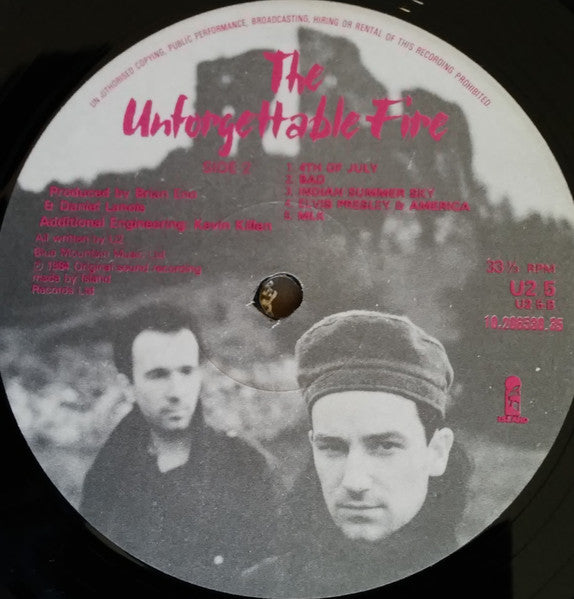 UNAUTHORISED COPYING, PUBLIC PERFORMANCE, BROADCASTING, HIRING OR RENTAL OF THIS RECORDING PROHIBITED
The
Unforgettable Fire
SIDE 2
1. 4TH OF JULY
2. BAD
3. INDIAN SUMMER SKY
4. ELVIS PRESLEY & AMERICA
5. MLK
Produced by Brian Eno
& Daniel Lanois
Additional Engineering: Kevin Killen
All written by U2
Blue Mountain Music Ltd
℗ 1984 Original sound recording
made by Island
Records Ltd
33⅓ RPM
U2 5
U2 5 B
ISLAND